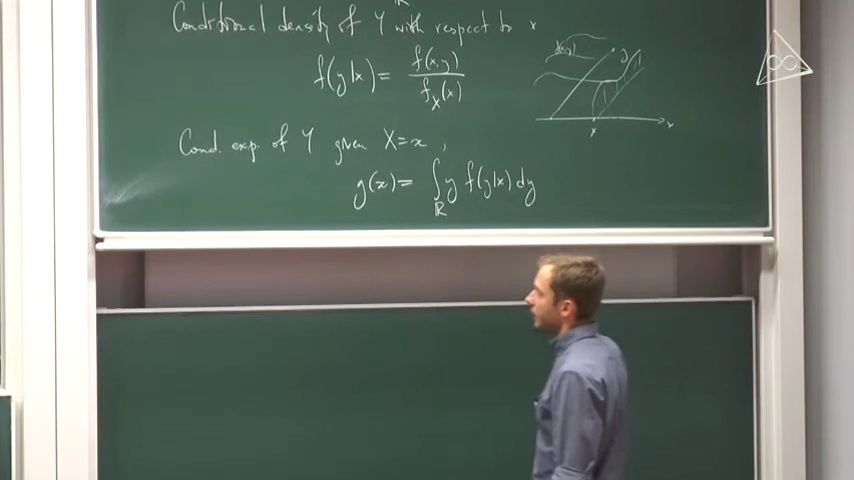 Conditional density of Y with respect to x
f(y|x) = f(x,y) / f_X(x)
Cond. exp. of Y given X=x,
g(x) = ∫_ℝ y f(y|x) dy
f(x,y)
y
x
x